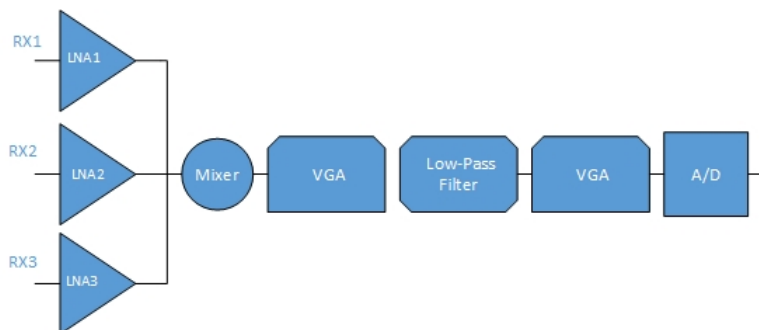 RX1
LNA1
RX2
LNA2
RX3
LNA3
Mixer
VGA
Low-Pass
Filter
VGA
A/D